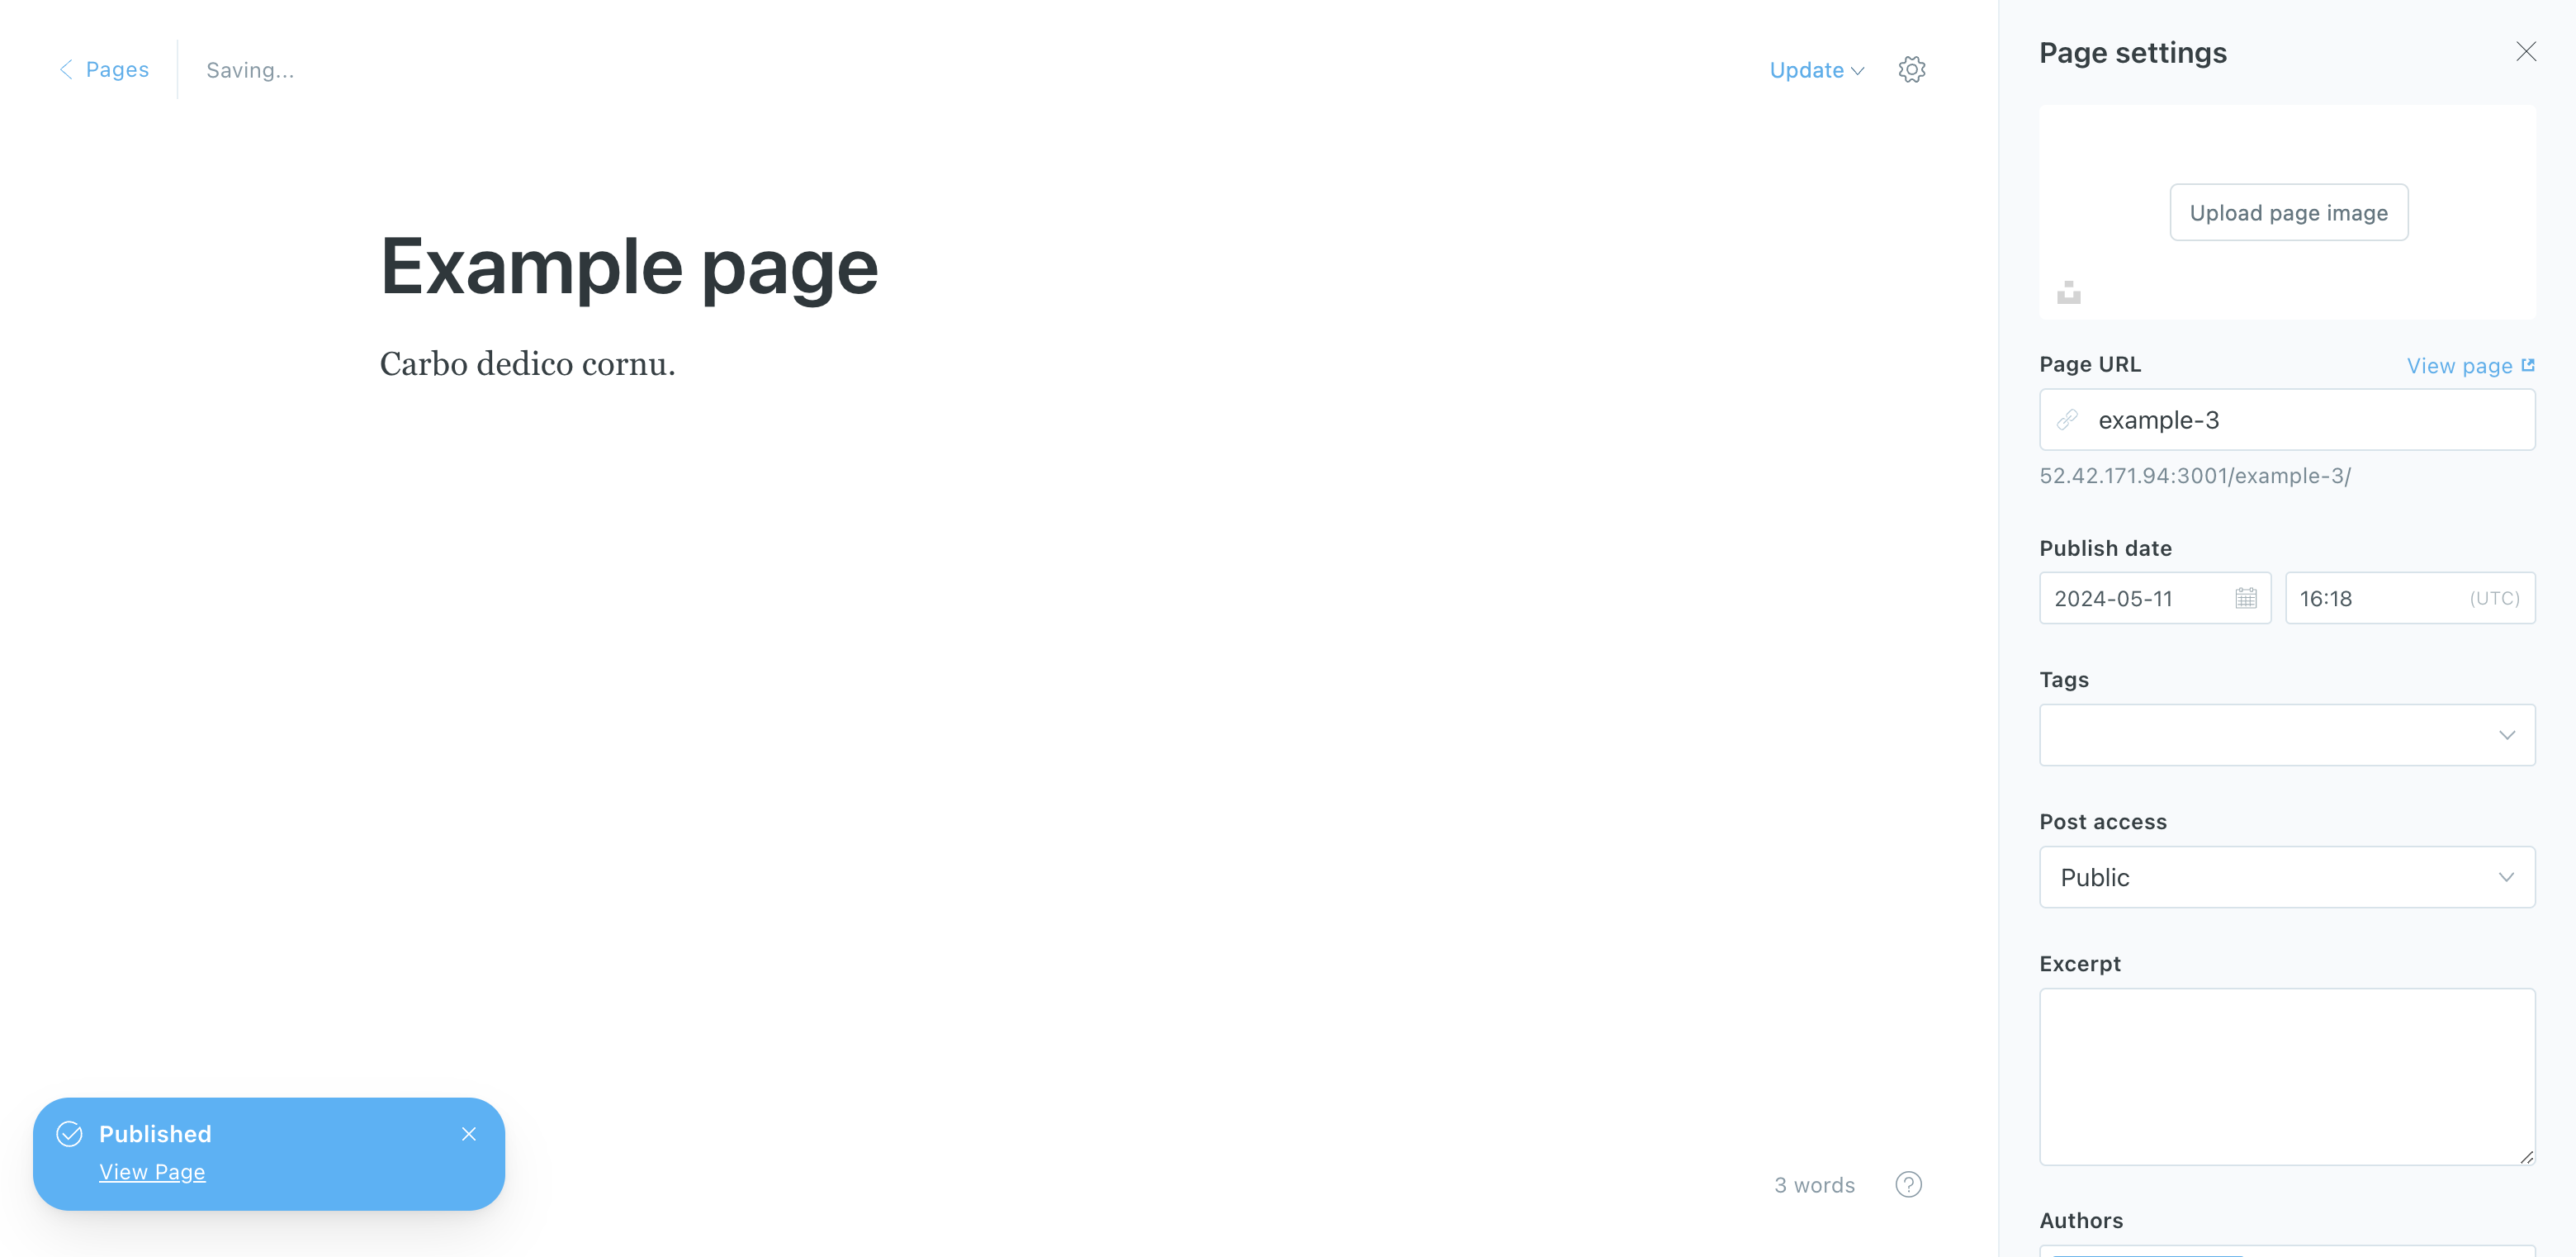 Pages
Saving...
Update
Example page
Carbo dedico cornu.
Published
View Page
3 words
Page settings
Upload page image
Page URL
View page
example-3
52.42.171.94:3001/example-3/
Publish date
2024-05-11
16:18
(UTC)
Tags
Post access
Public
Excerpt
Authors